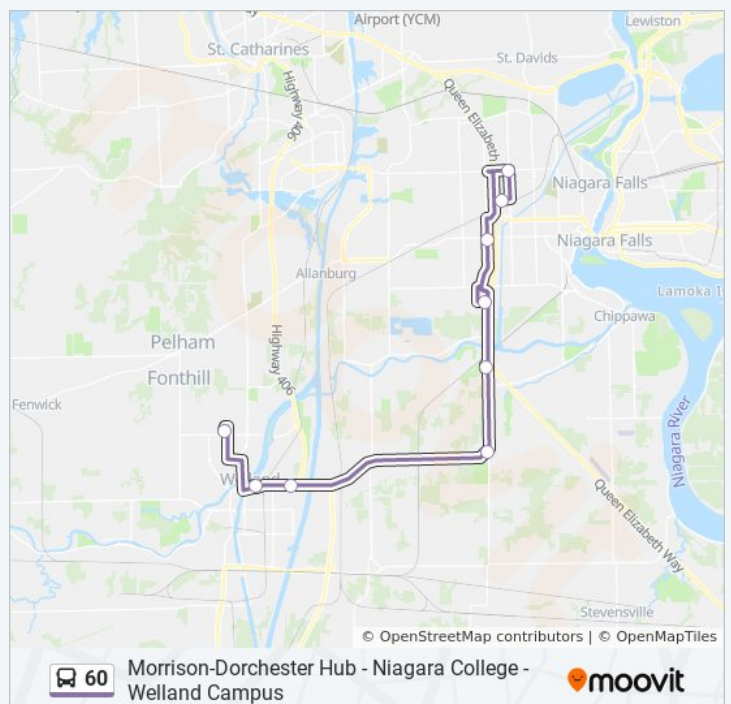 Airport (YCM)
Lewiston
St. Catharines
St. Davids
Highway 406
Queen Elizabeth
Niagara Falls
Niagara Falls
Allanburg
Lamoka I
Chippawa
Pelham
Highway 406
Fonthill
Fenwick
Niagara River
Queen Elizabeth Way
Stevensville
© OpenStreetMap contributors | © OpenMapTiles
60
Morrison-Dorchester Hub - Niagara College -
Welland Campus
moovit